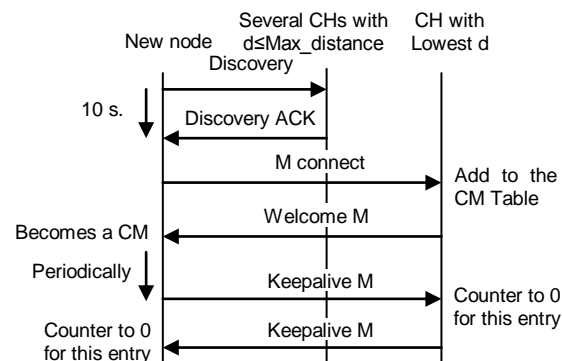 Several CHs with
d≤Max_distance
CH with
Lowest d
New node
Discovery
10 s.
Discovery ACK
M connect
Add to the
CM Table
Welcome M
Becomes a CM
Periodically
Keepalive M
Counter to 0
for this entry
Counter to 0
for this entry
Keepalive M